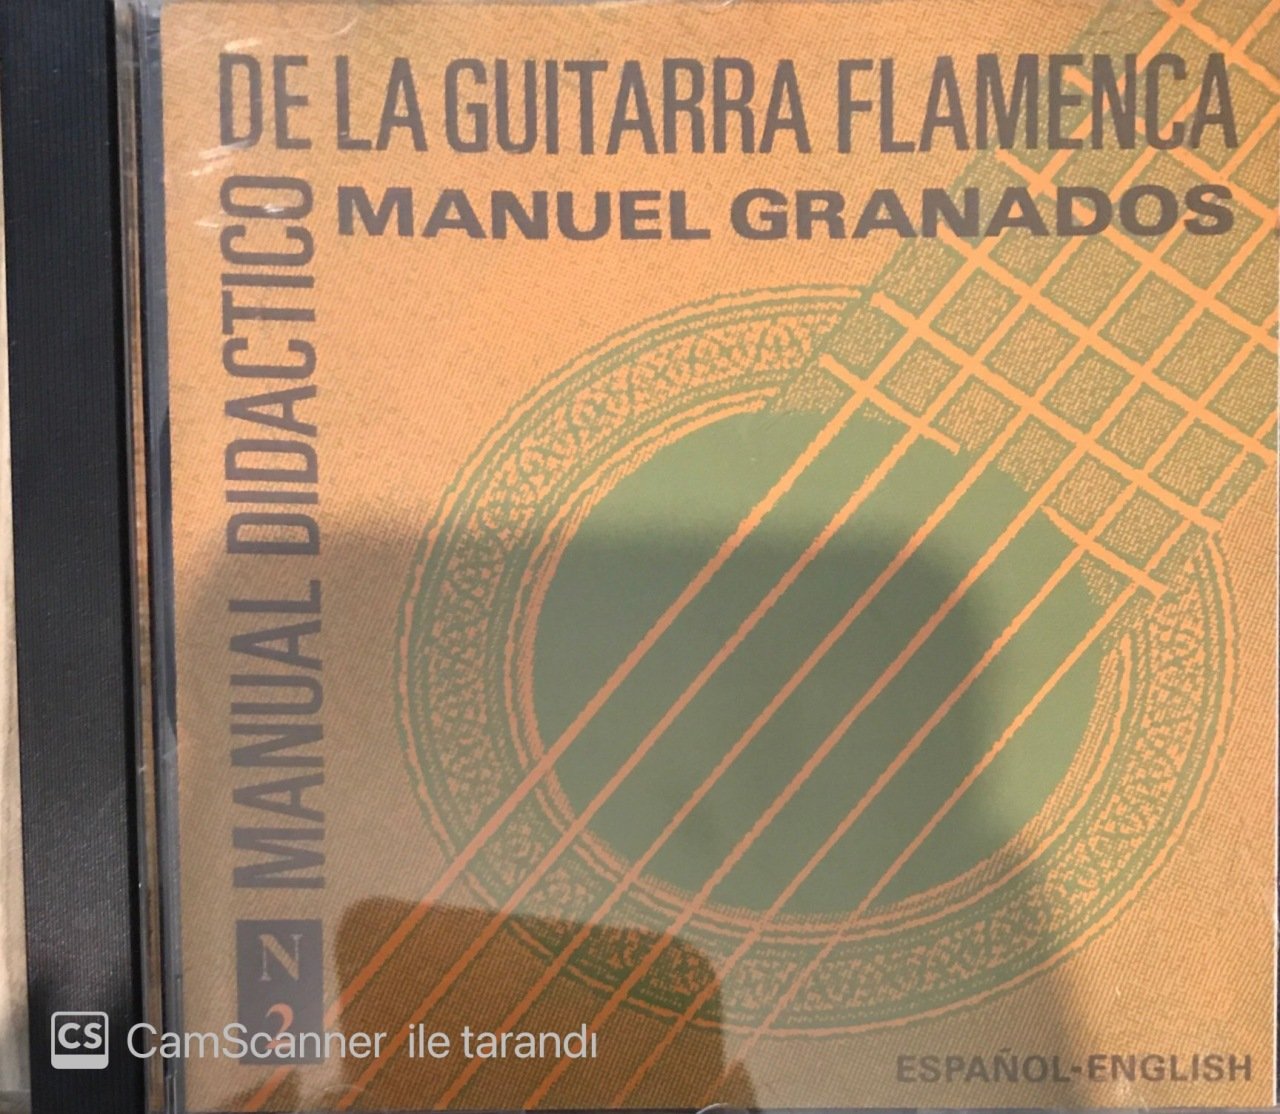 MANUAL DIDACTICO
DE LA GUITARRA FLAMENCA
MANUEL GRANADOS
N
2
ESPAÑOL-ENGLISH
CS CamScanner ile tarandı